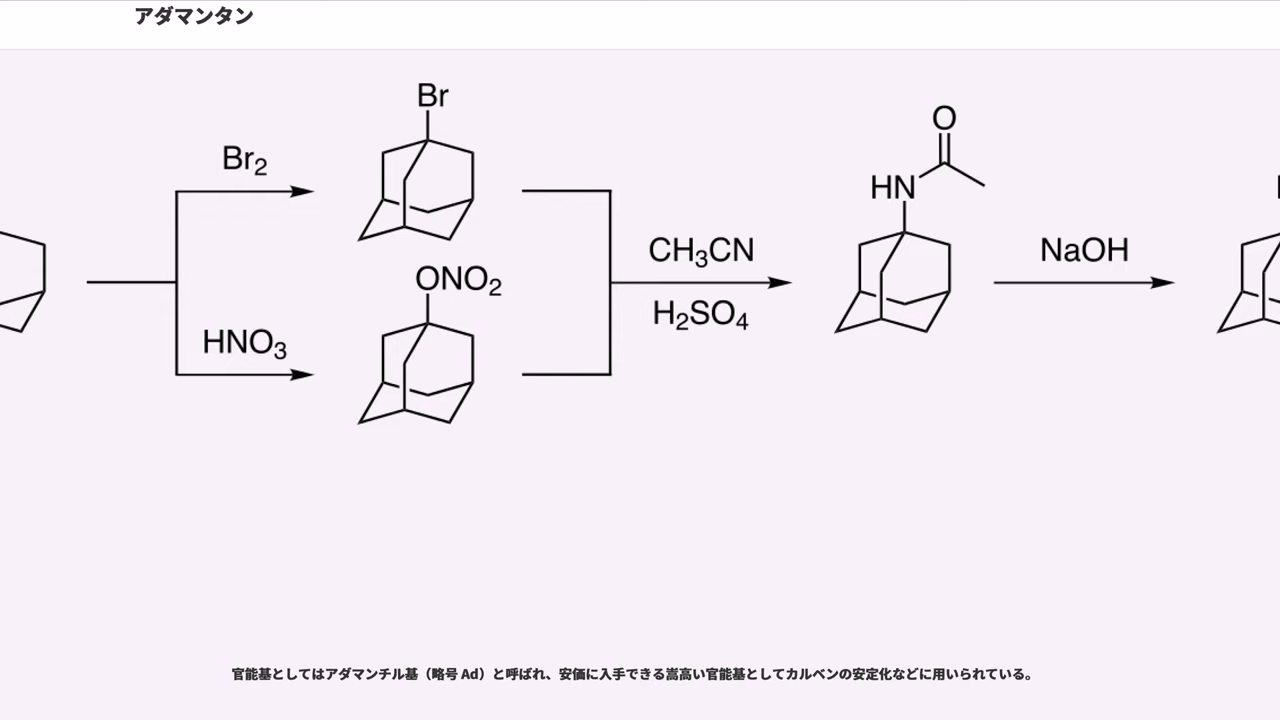 アダマンタン
Br
O
Br2
HN
CH3CN
NaOH
ONO2
H2SO4
HNO3
官能基としてはアダマンチル基（略号 Ad）と呼ばれ、安価に入手できる嵩高い官能基としてカルベンの安定化などに用いられている。